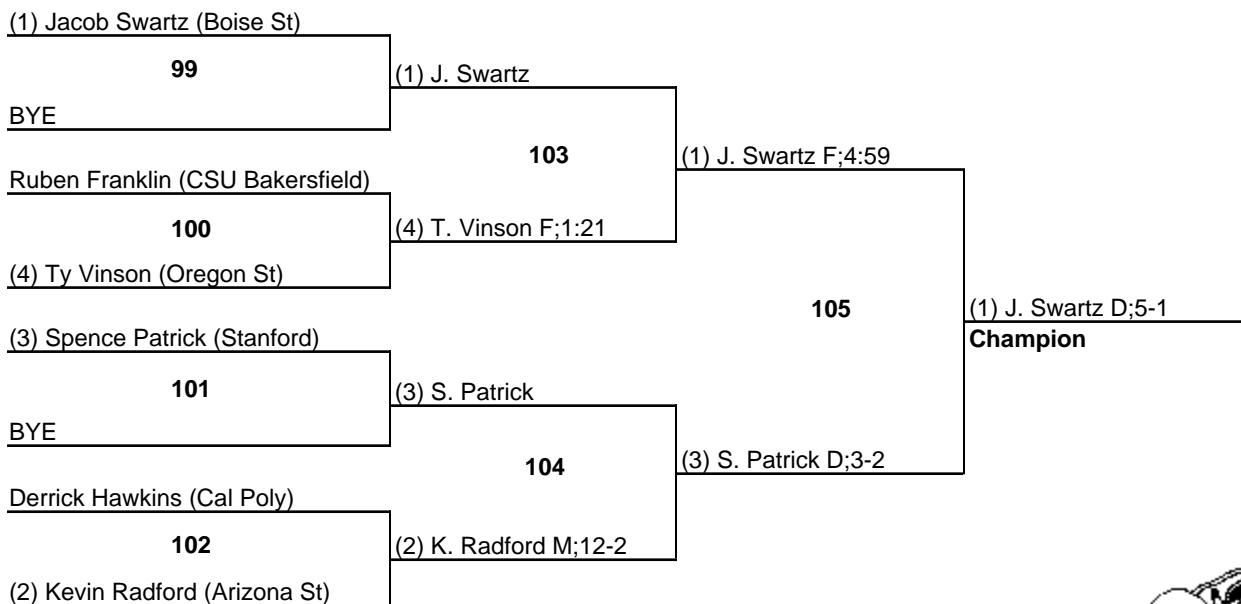 (1) Jacob Swartz (Boise St)
99
(1) J. Swartz
BYE
103
(1) J. Swartz F;4:59
Ruben Franklin (CSU Bakersfield)
100
(4) T. Vinson F;1:21
(4) Ty Vinson (Oregon St)
105
(1) J. Swartz D;5-1
Champion
(3) Spence Patrick (Stanford)
101
(3) S. Patrick
BYE
104
(3) S. Patrick D;3-2
Derrick Hawkins (Cal Poly)
102
(2) K. Radford M;12-2
(2) Kevin Radford (Arizona St)